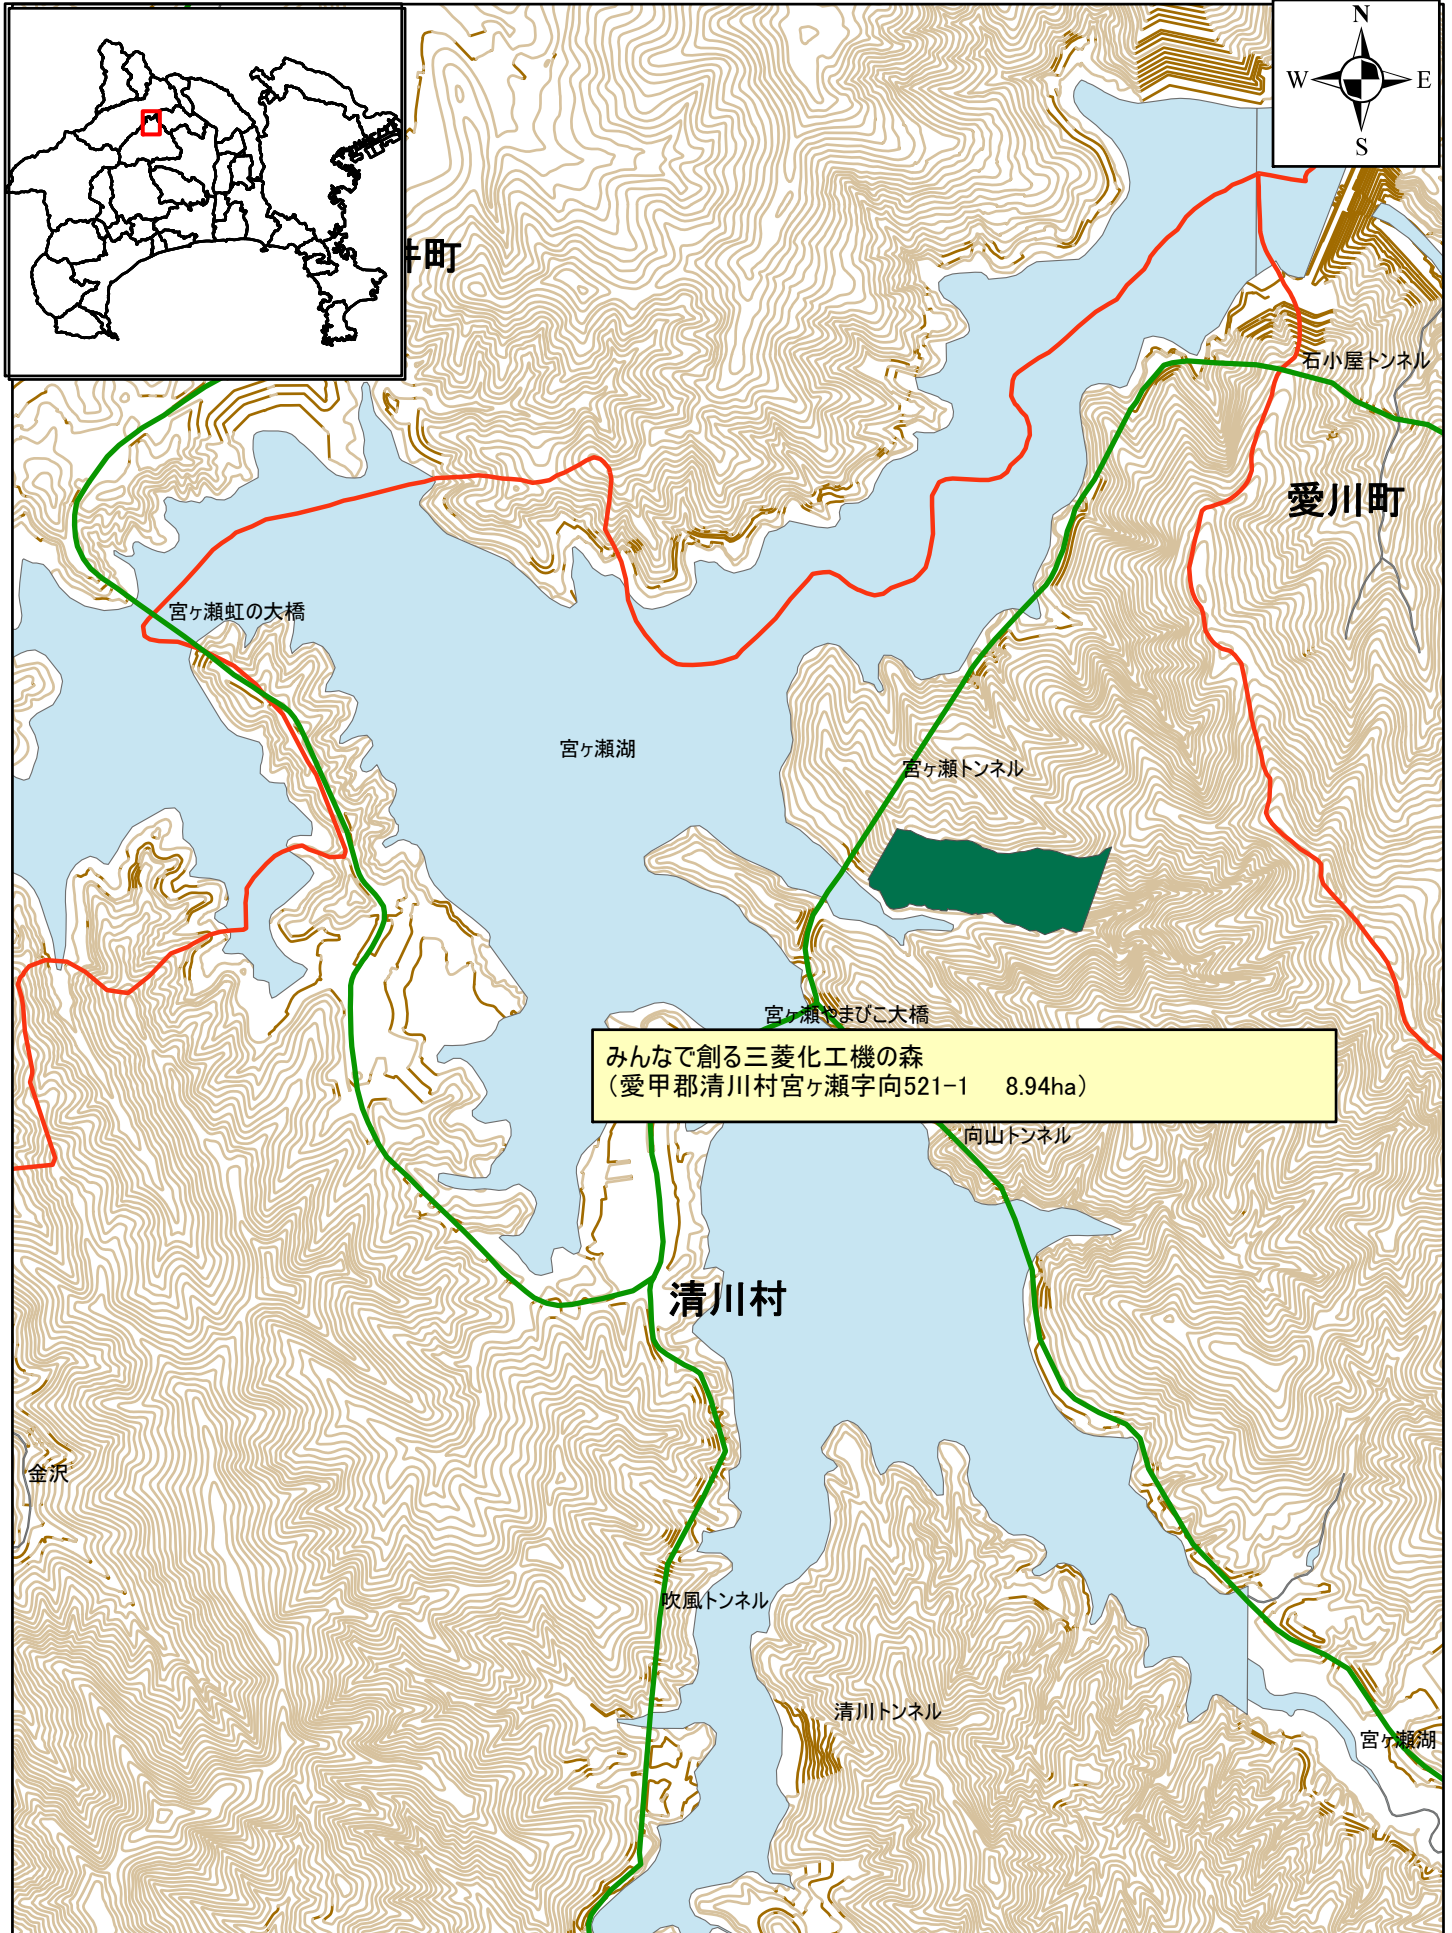 N
W
E
S
井町
石小屋トンネル
愛川町
宮ヶ瀬虹の大橋
宮ヶ瀬湖
宮ヶ瀬トンネル
宮ヶ瀬やまびこ大橋
みんなで創る三菱化工機の森
（愛甲郡清川村宮ヶ瀬字向521-1　8.94ha）
向山トンネル
清川村
金沢
吹風トンネル
清川トンネル
宮ヶ瀬湖